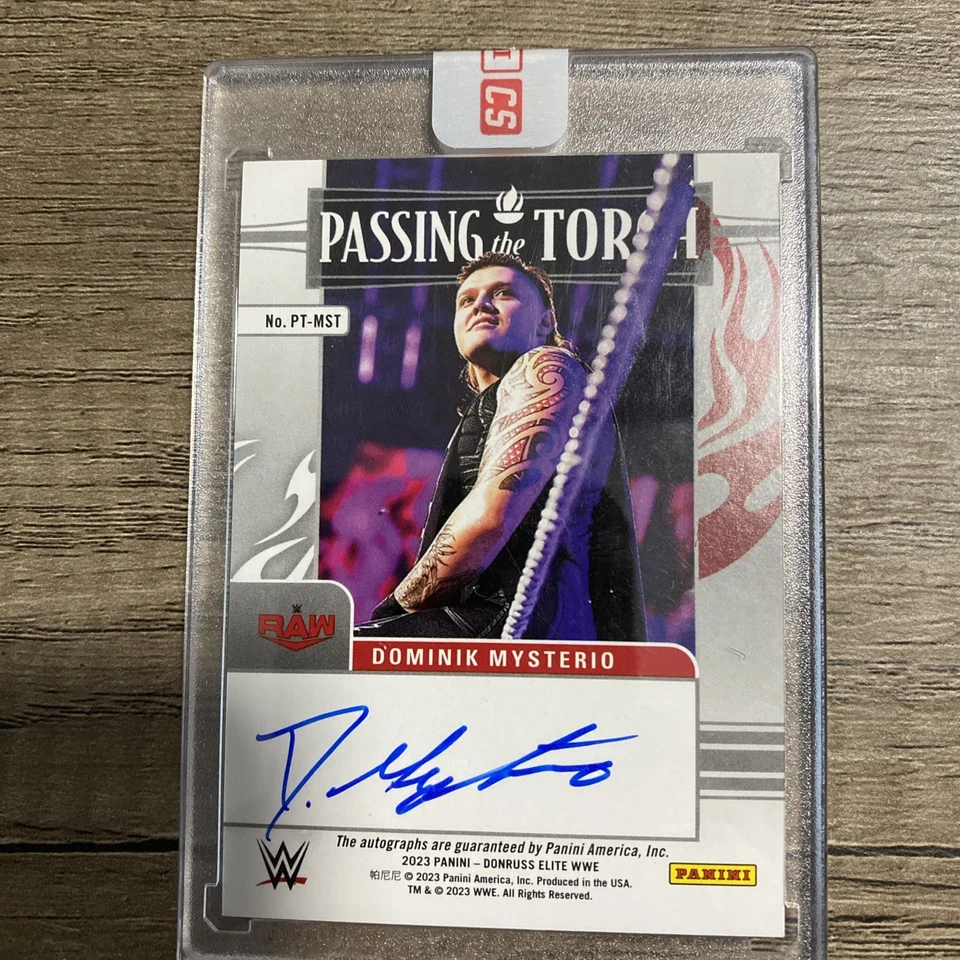 CS
PASSING the TORCH
No. PT-MST
W
RAW
DOMINIK MYSTERIO
D. Mysterio
The autographs are guaranteed by Panini America, Inc.
2023 PANINI – DONRUSS ELITE WWE
帕尼尼 © 2023 Panini America, Inc. Produced in the USA.
TM & © 2023 WWE. All Rights Reserved.
W
PANINI